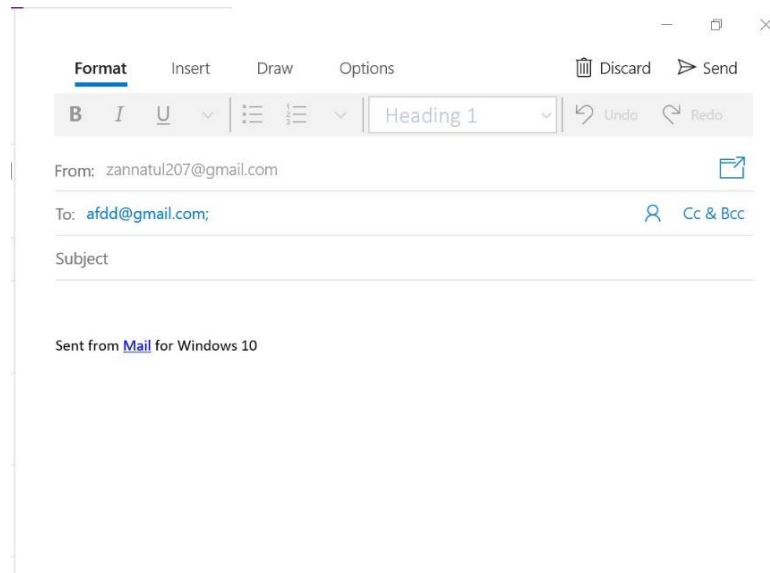 Format Insert Draw Options Discard Send
B I U Heading 1 Undo Redo
From: zannatul207@gmail.com
To: afdd@gmail.com; Cc & Bcc
Subject
Sent from Mail for Windows 10